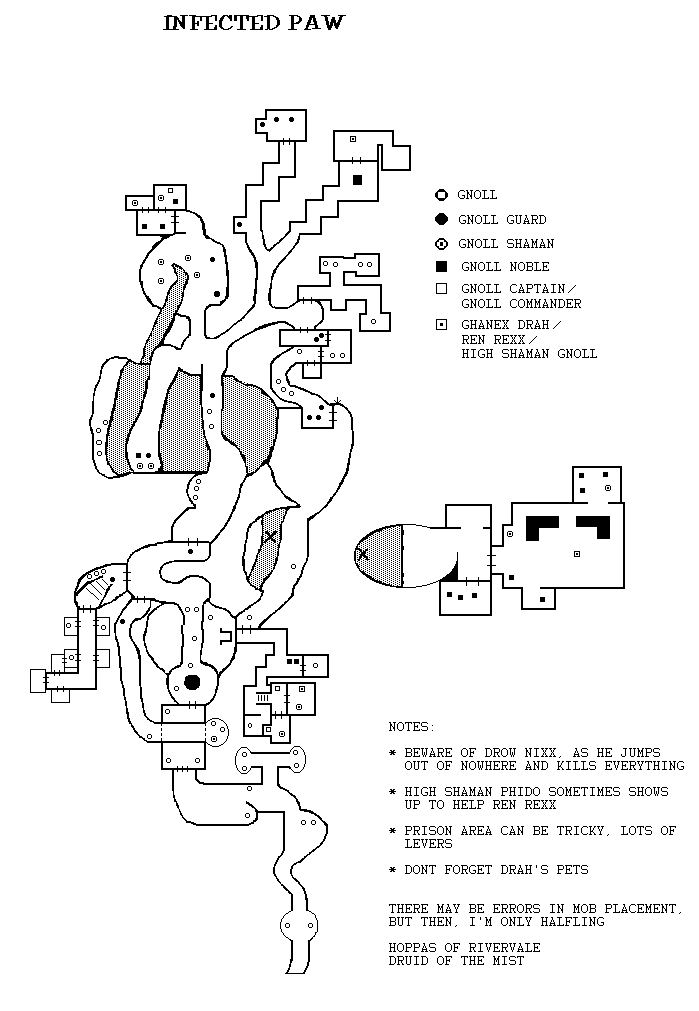 INFECTED PAW
GNOLL
GNOLL GUARD
GNOLL SHAMAN
GNOLL NOBLE
GNOLL CAPTAIN/
GNOLL COMMANDER
GHANEX DRAH/
REN REXX/
HIGH SHAMAN GNOLL
NOTES:
* BEWARE OF DROW NIXX, AS HE JUMPS
OUT OF NOWHERE AND KILLS EVERYTHING
* HIGH SHAMAN PHIDO SOMETIMES SHOWS
UP TO HELP REN REXX
* PRISON AREA CAN BE TRICKY, LOTS OF
LEVERS
* DONT FORGET DRAH'S PETS
THERE MAY BE ERRORS IN MOB PLACEMENT,
BUT THEN, I'M ONLY HALFLING
HOPPAS OF RIVERVALE
DRUID OF THE MIST